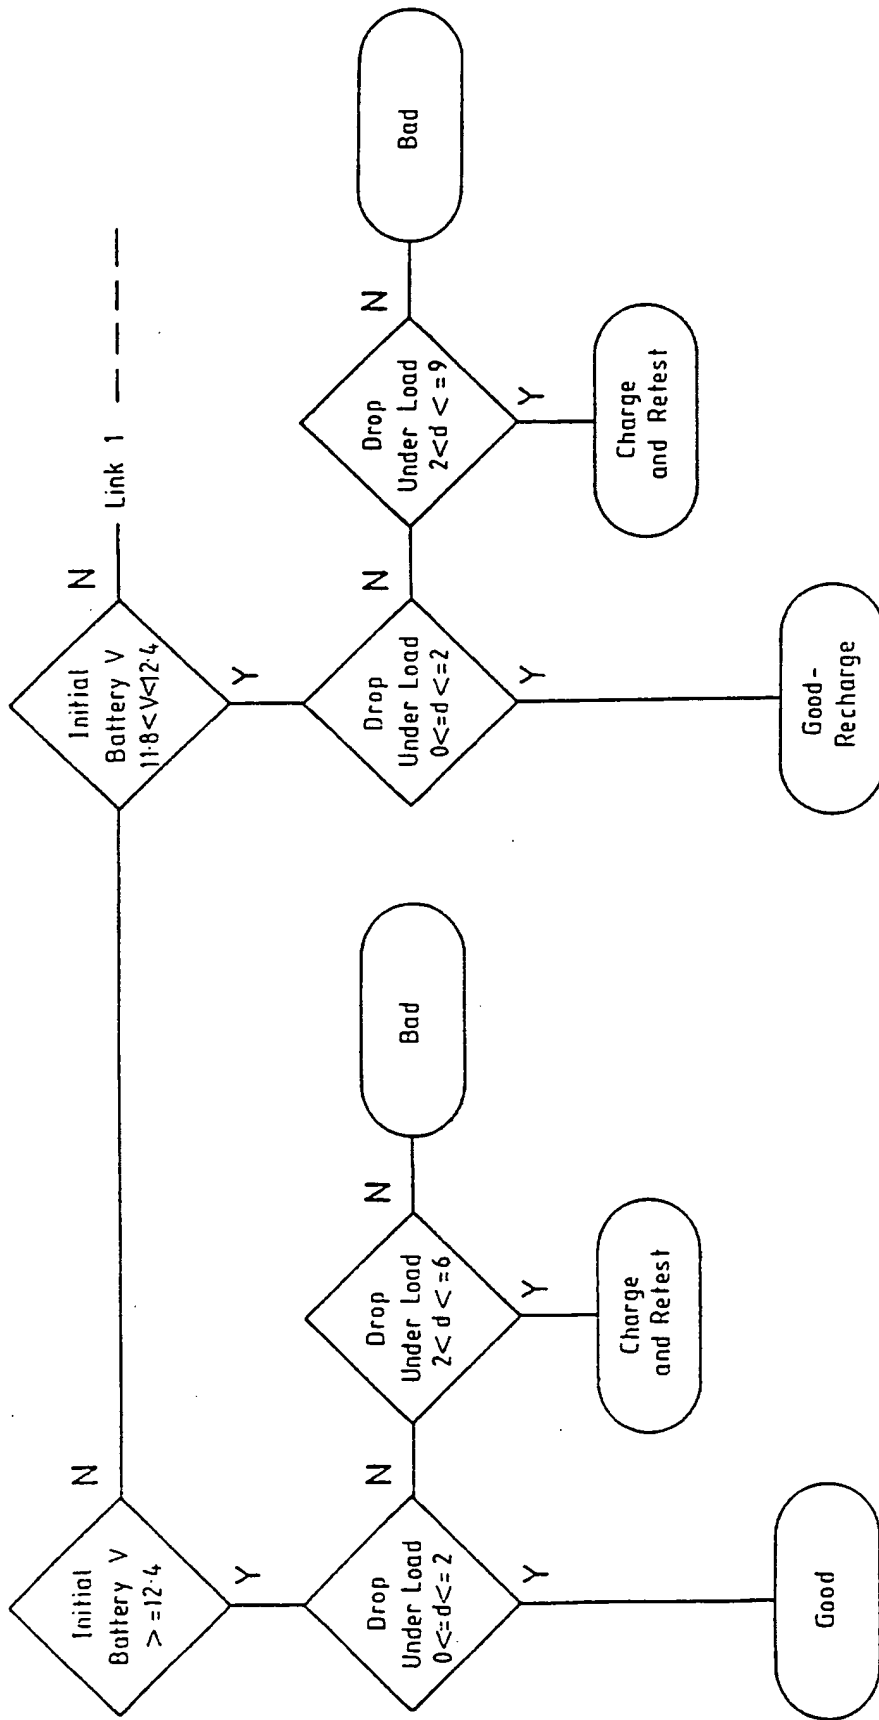 Initial
Battery V
>=12·4
N
Y
Drop
Under Load
0<=d<=2
N
Y
Good
Drop
Under Load
2<d<=6
N
Y
Charge
and Retest
Bad
Initial
Battery V
11·8<V<12·4
N
Link 1
Y
Drop
Under Load
0<=d<=2
N
Y
Good-
Recharge
Drop
Under Load
2<d<=9
N
Y
Charge
and Retest
Bad